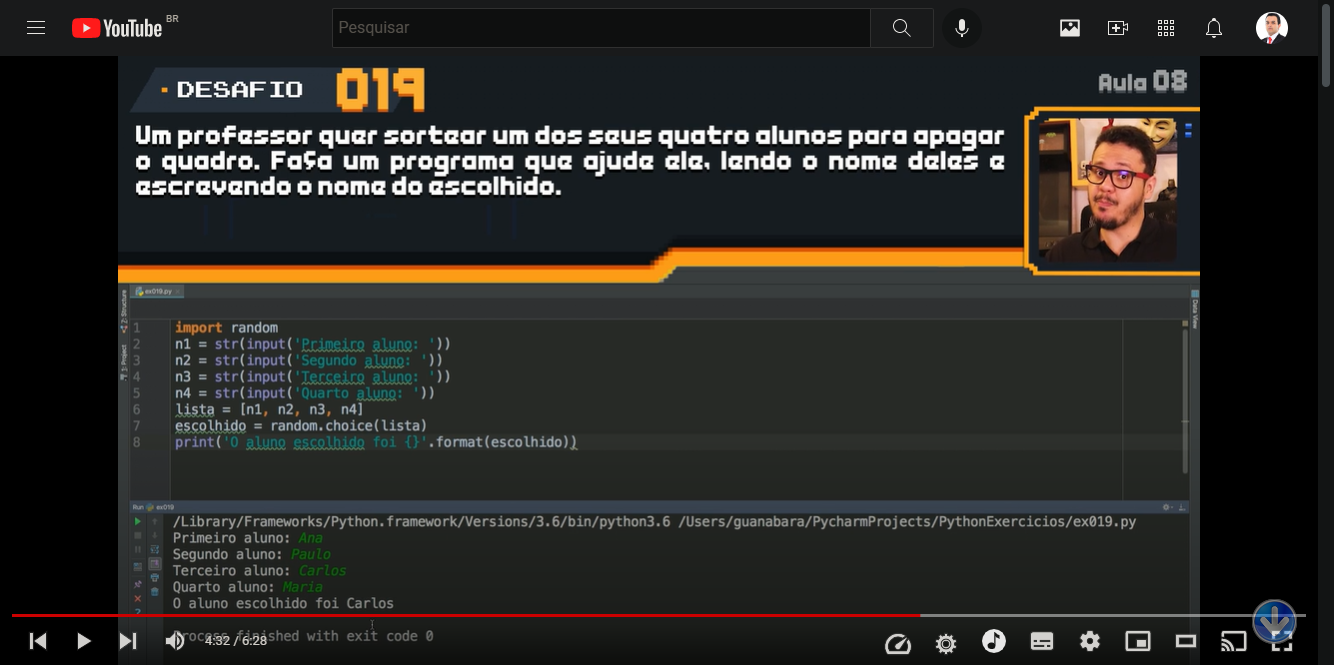 YouTube BR
Pesquisar
DESAFIO 019
Aula 08
Um professor quer sortear um dos seus quatro alunos para apagar
o quadro. Faça um programa que ajude ele, lendo o nome deles e
escrevendo o nome do escolhido.
ex019.py
Z: Structure
1: Project
Data View
1 import random
2 n1 = str(input('Primeiro aluno: '))
3 n2 = str(input('Segundo aluno: '))
4 n3 = str(input('Terceiro aluno: '))
5 n4 = str(input('Quarto aluno: '))
6 lista = [n1, n2, n3, n4]
7 escolhido = random.choice(lista)
8 print('O aluno escolhido foi {}'.format(escolhido))
Run ex019
/Library/Frameworks/Python.framework/Versions/3.6/bin/python3.6 /Users/guanabara/PycharmProjects/PythonExercicios/ex019.py
Primeiro aluno: Ana
Segundo aluno: Paulo
Terceiro aluno: Carlos
Quarto aluno: Maria
O aluno escolhido foi Carlos
Process finished with exit code 0
4:32 / 6:28